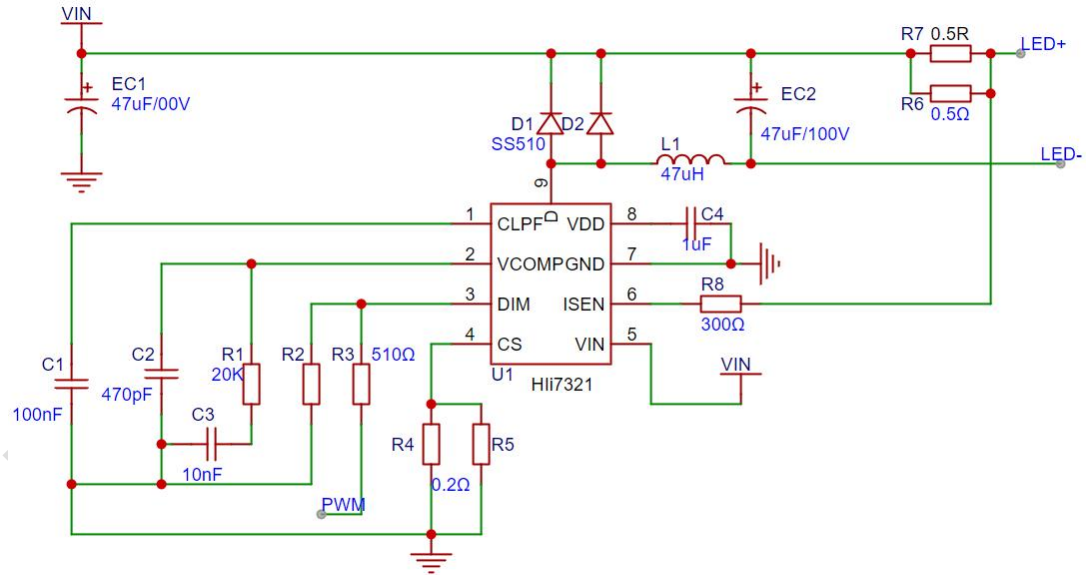 VIN
R7 0.5R
LED+
EC1
47uF/00V
EC2
47uF/100V
R6
0.5Ω
D1
D2
SS510
L1
47uH
LED-
9
D
1
CLPF
VDD
8
C4
1uF
2
VCOMP
GND
7
3
DIM
ISEN
6
R8
300Ω
4
CS
VIN
5
VIN
U1
Hli7321
C1
100nF
C2
470pF
R1
20K
R2
R3
510Ω
C3
10nF
R4
R5
0.2Ω
PWM